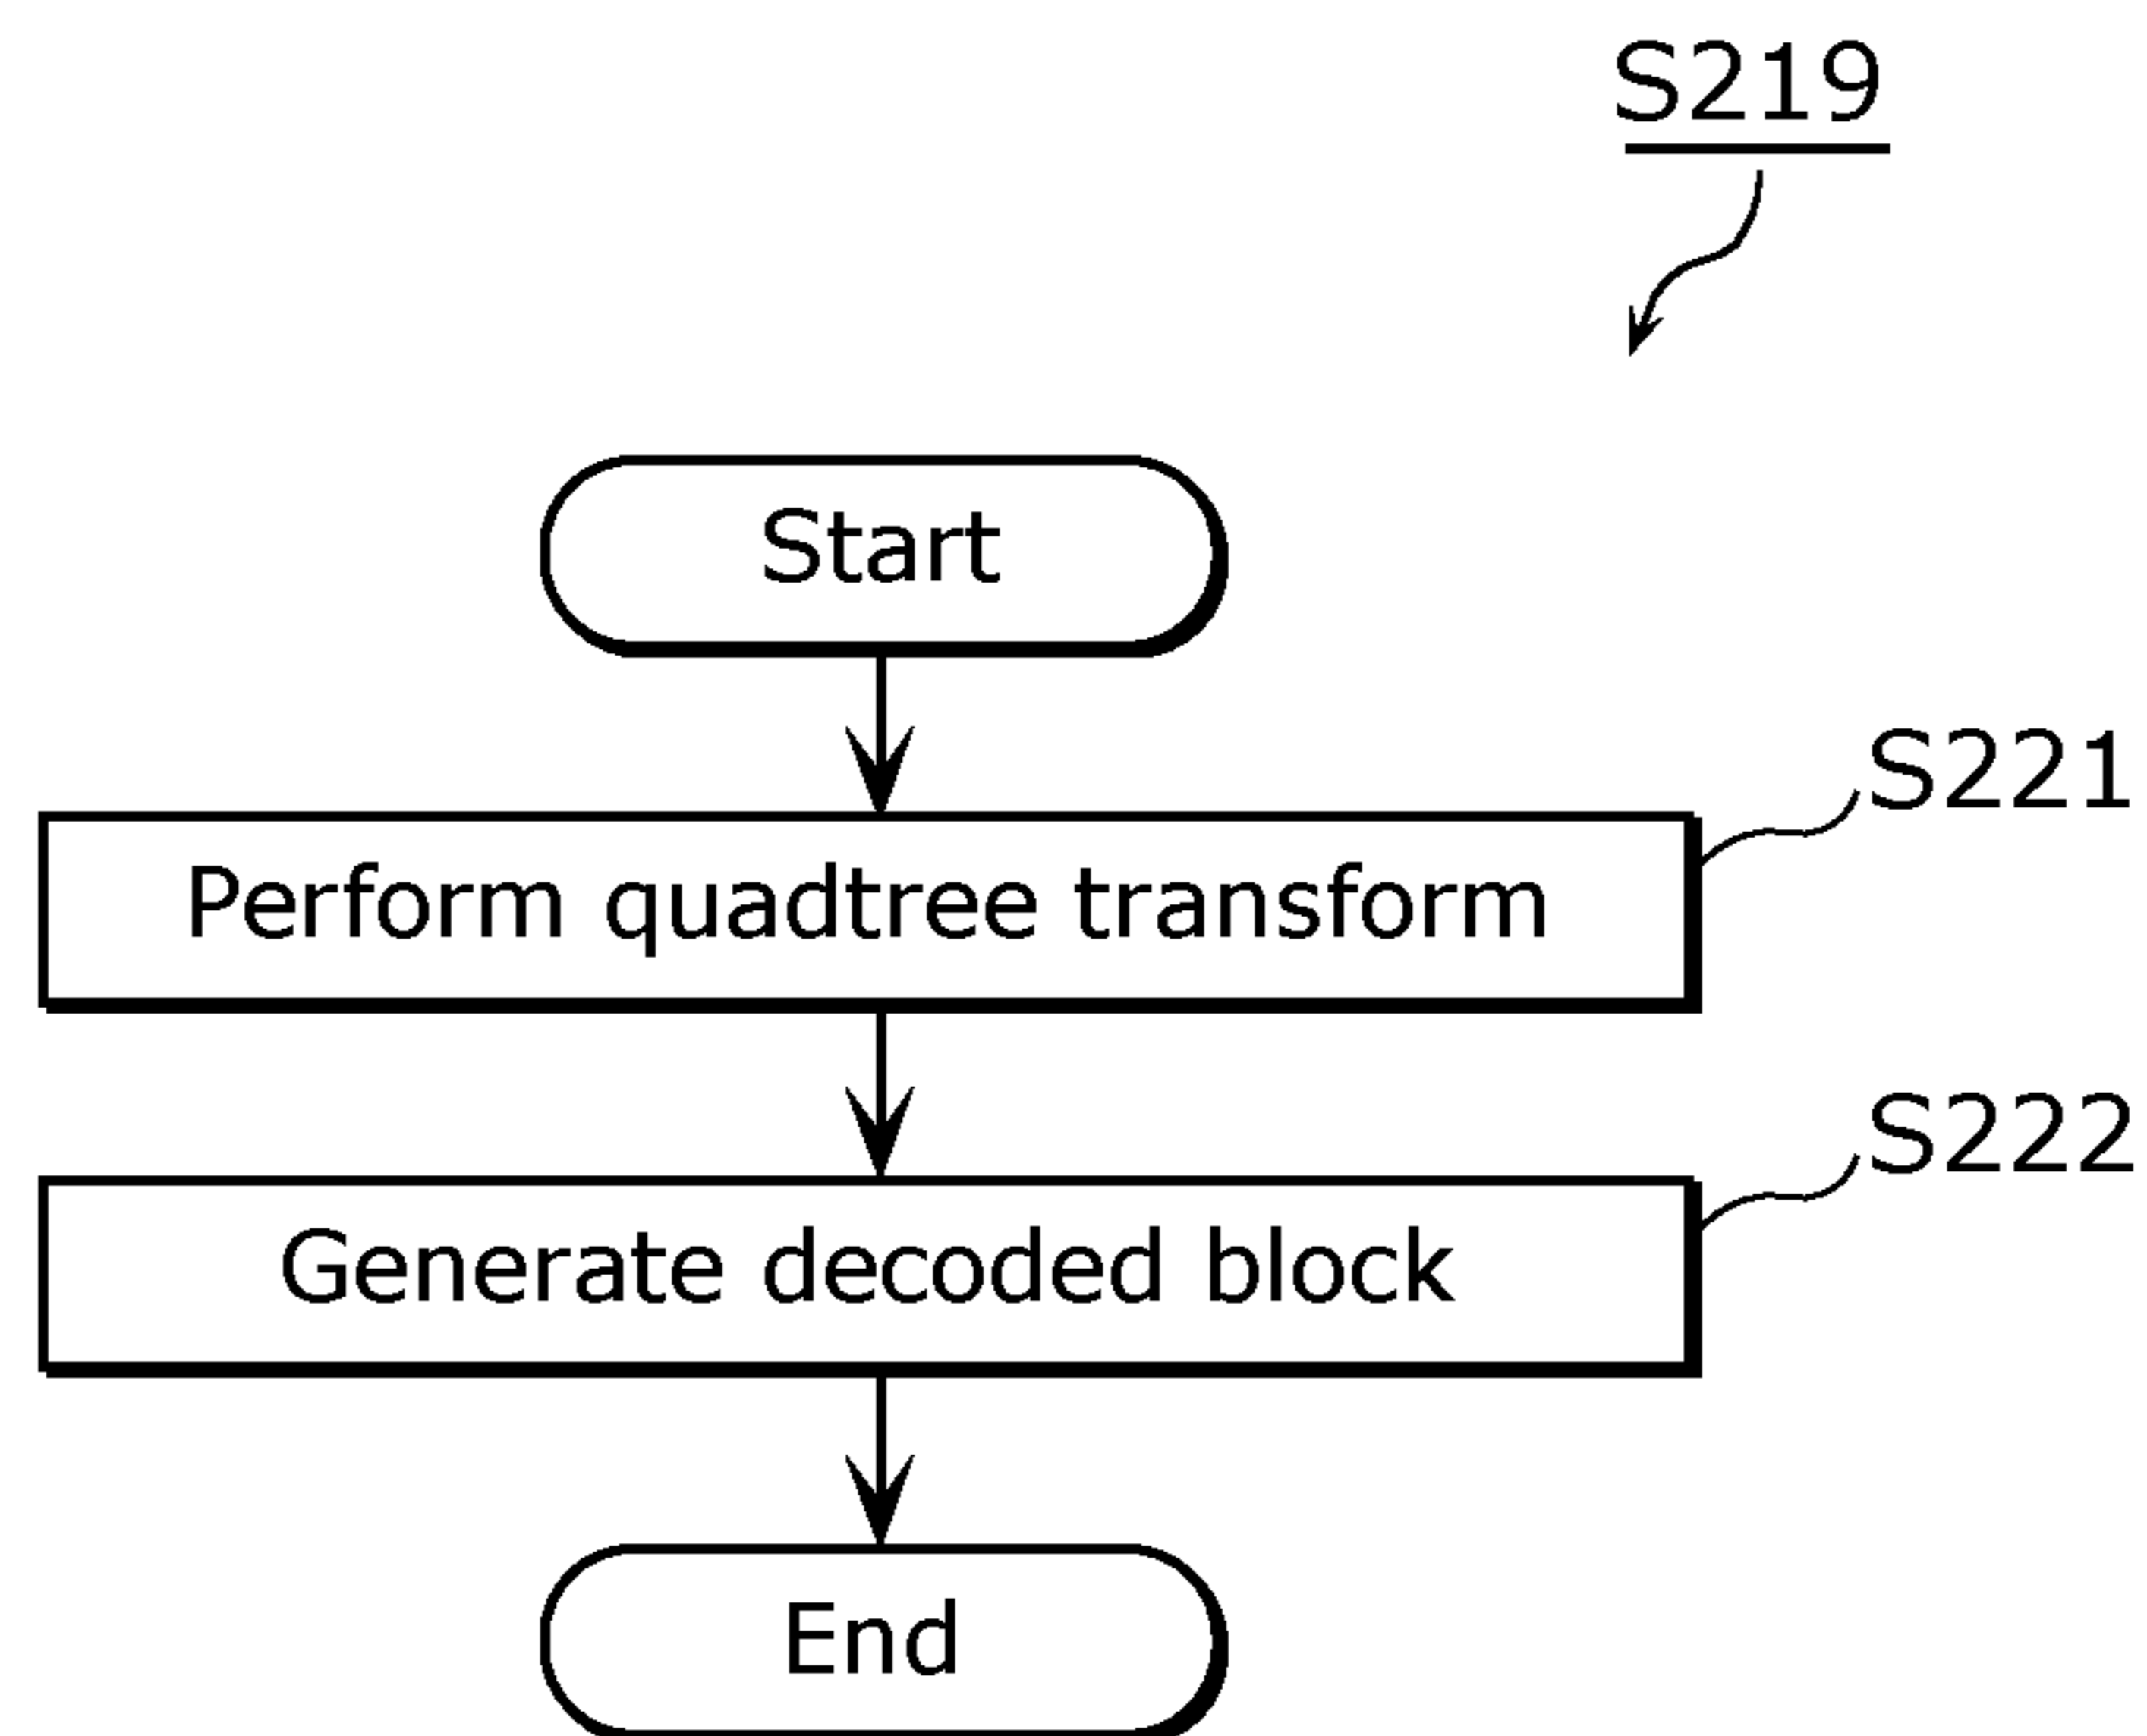 S219
Start
S221
Perform quadtree transform
S222
Generate decoded block
End